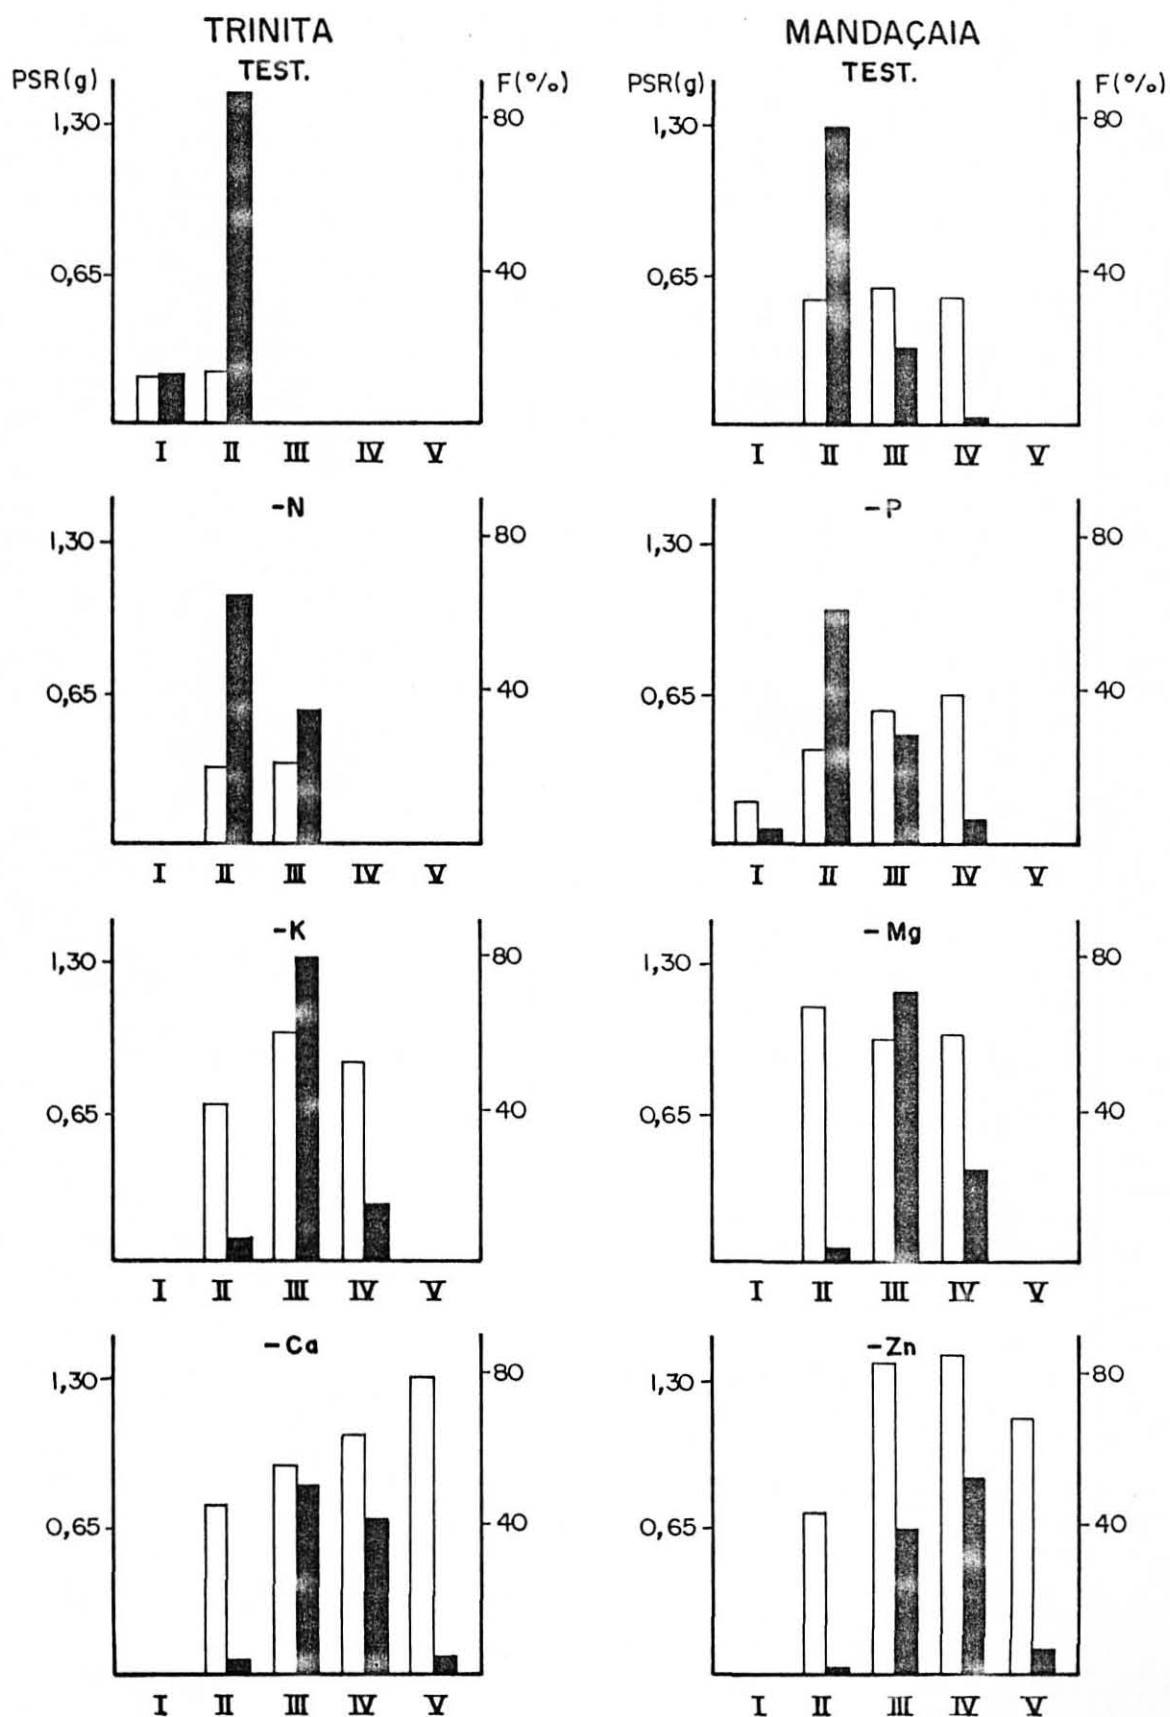 TRINITA
TEST.
PSR(g)
F(%)
1,30
80
0,65
40
I II III IV V
MANDAÇAIA
TEST.
PSR(g)
F(%)
1,30
80
0,65
40
I II III IV V
-N
1,30
80
0,65
40
I II III IV V
-P
1,30
80
0,65
40
I II III IV V
-K
1,30
80
0,65
40
I II III IV V
-Mg
1,30
80
0,65
40
I II III IV V
-Ca
1,30
80
0,65
40
I II III IV V
-Zn
1,30
80
0,65
40
I II III IV V